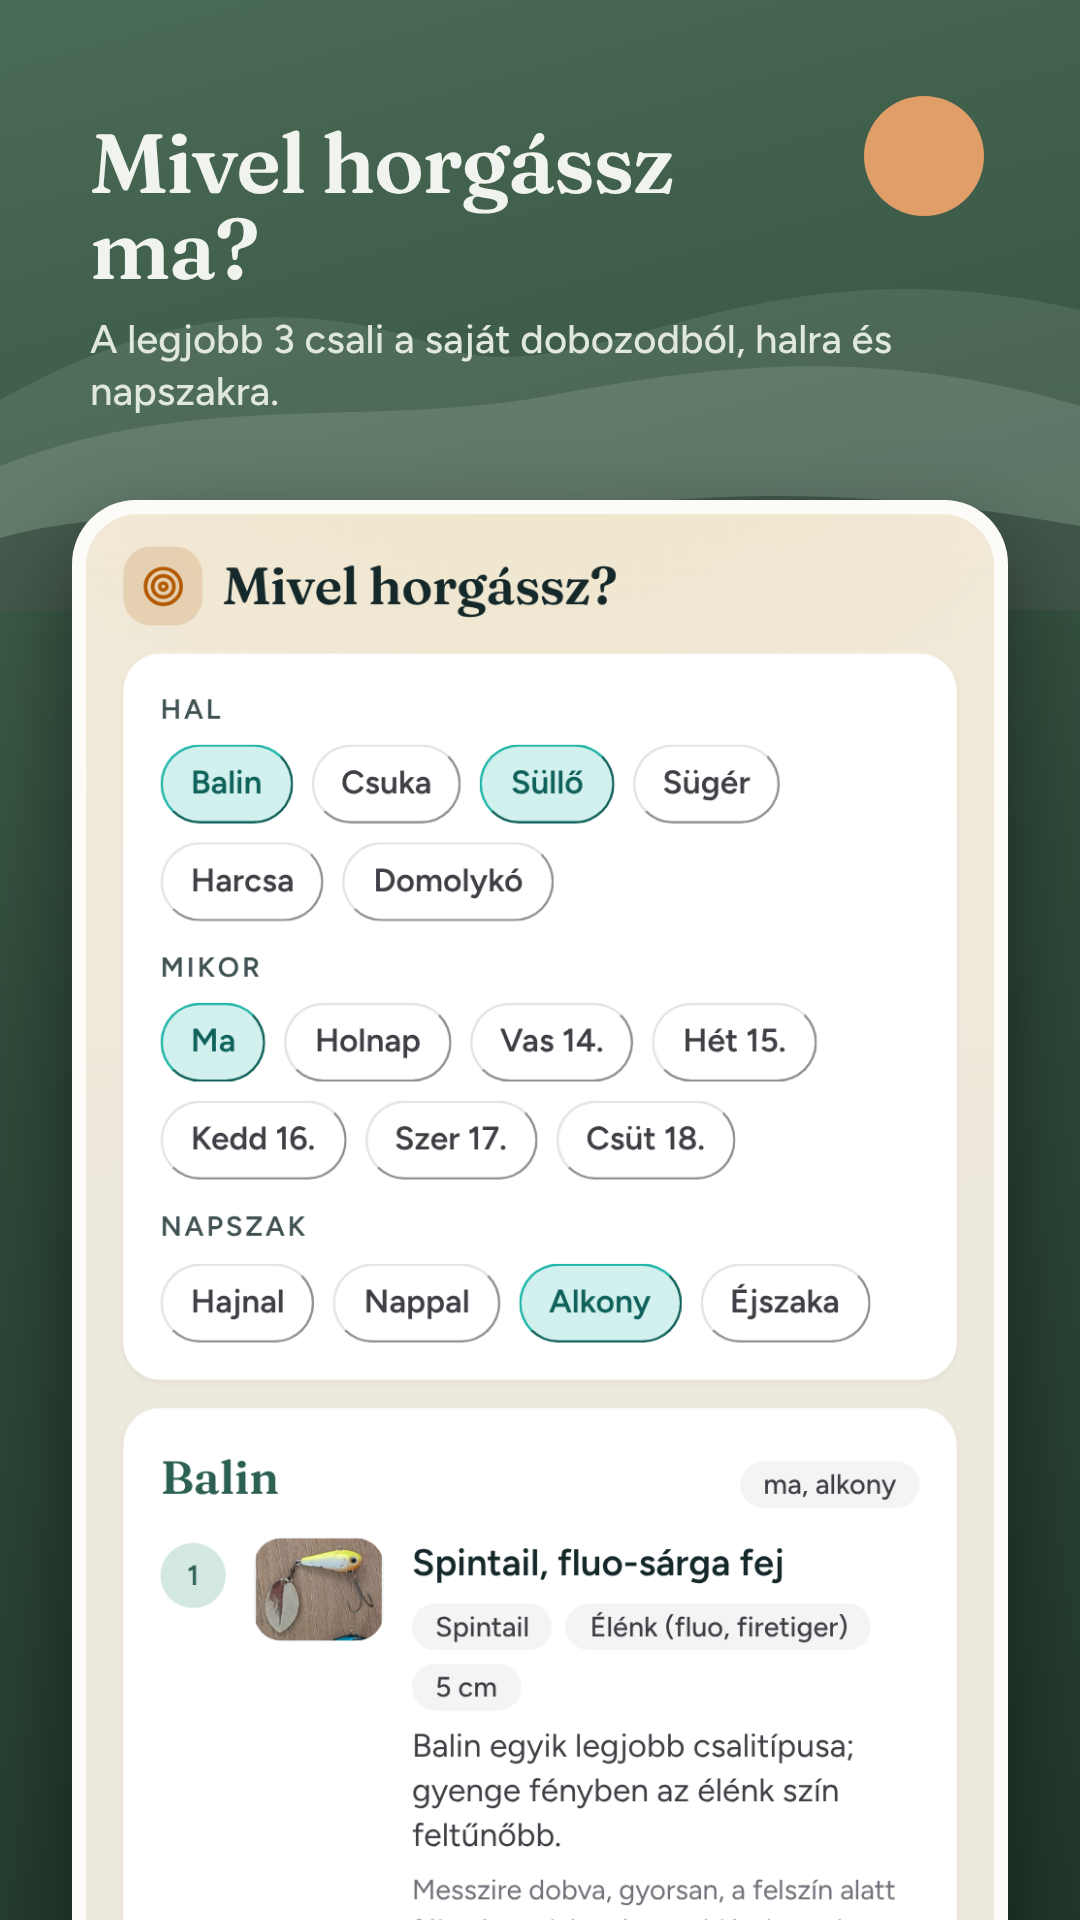 Mivel horgássz
ma?
A legjobb 3 csali a saját dobozodból, halra és
napszakra.
Mivel horgássz?
HAL
Balin Csuka Süllő Sügér
Harcsa Domolykó
MIKOR
Ma Holnap Vas 14. Hét 15.
Kedd 16. Szer 17. Csüt 18.
NAPSZAK
Hajnal Nappal Alkony Éjszaka
Balin ma, alkony
1 Spintail, fluo-sárga fej
Spintail Élénk (fluo, firetiger)
5 cm
Balin egyik legjobb csalitípusa;
gyenge fényben az élénk szín
feltűnőbb.
Messzire dobva, gyorsan, a felszín alatt